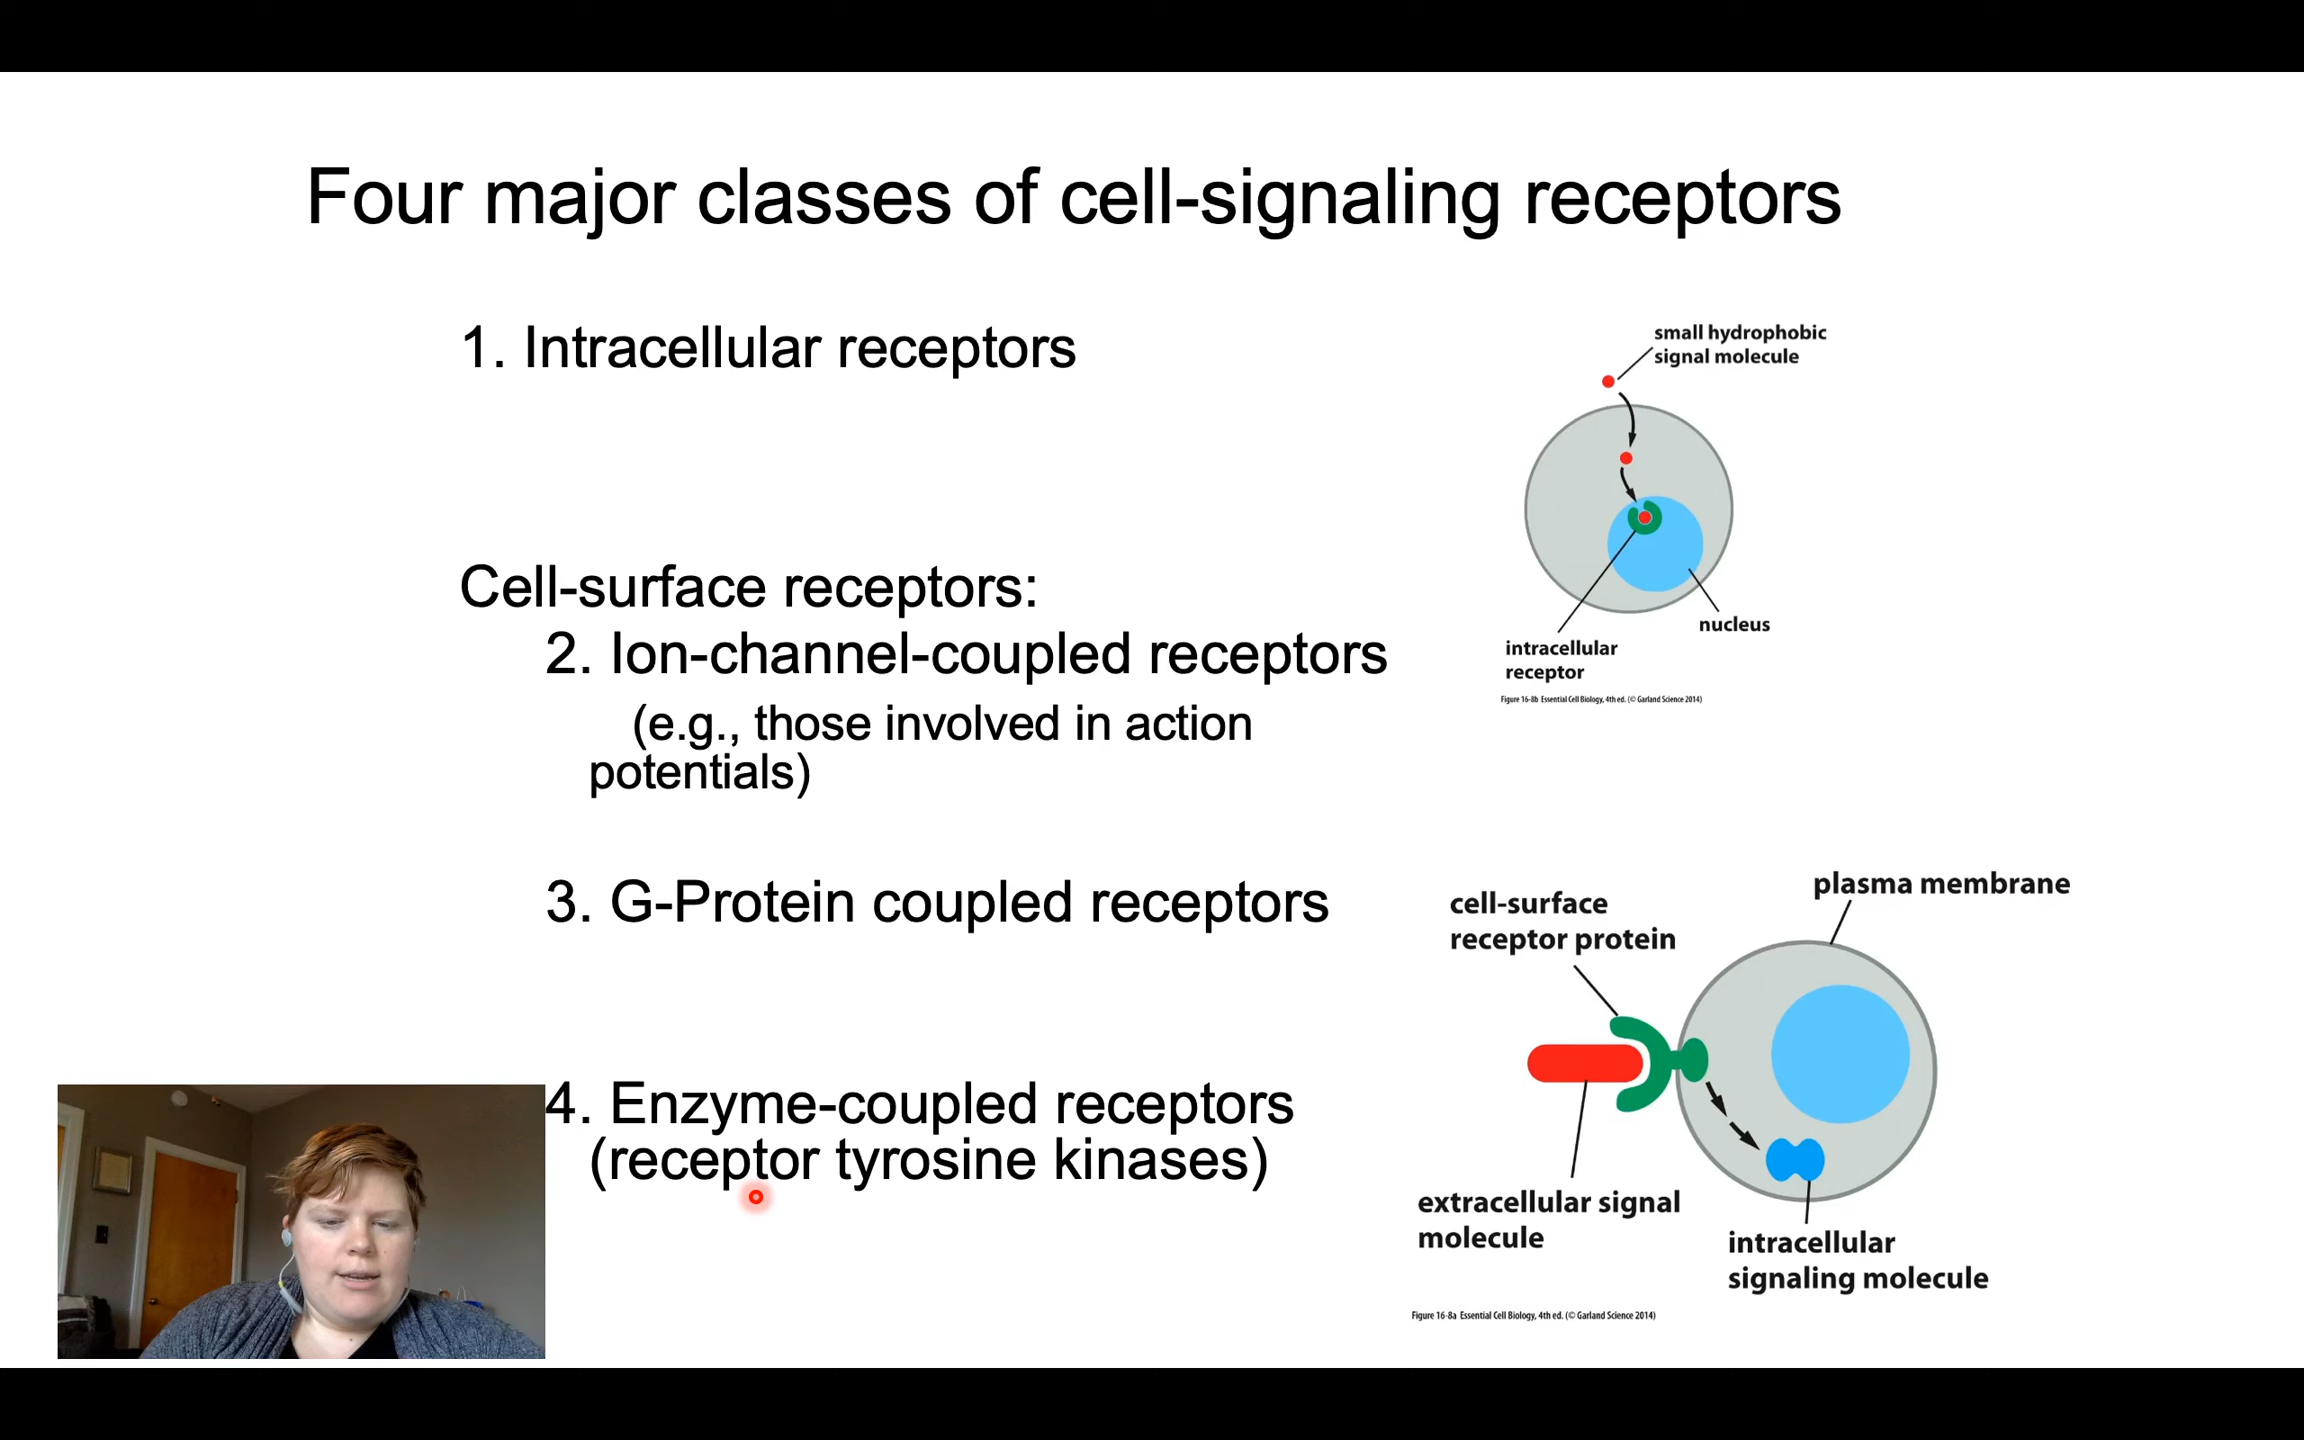 Four major classes of cell-signaling receptors
1. Intracellular receptors
small hydrophobic
signal molecule
nucleus
intracellular
receptor
Figure 16-8b Essential Cell Biology, 4th ed. (© Garland Science 2014)
Cell-surface receptors:
2. Ion-channel-coupled receptors
(e.g., those involved in action
potentials)
3. G-Protein coupled receptors
4. Enzyme-coupled receptors
(receptor tyrosine kinases)
plasma membrane
cell-surface
receptor protein
extracellular signal
molecule
intracellular
signaling molecule
Figure 16-8a Essential Cell Biology, 4th ed. (© Garland Science 2014)